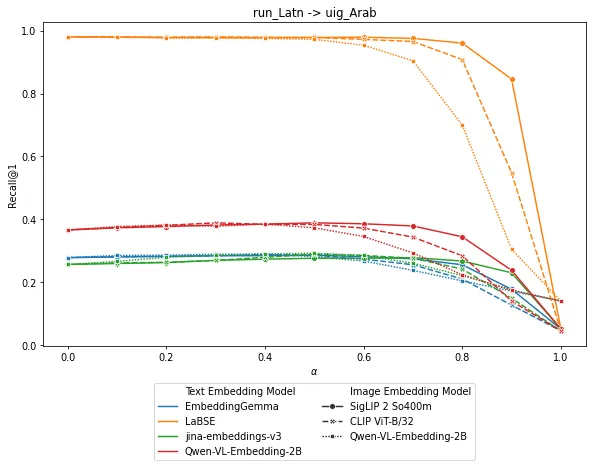 run_Latn -> uig_Arab
Recall@1
1.0
0.8
0.6
0.4
0.2
0.0
0.0 0.2 0.4 0.6 0.8 1.0
α
Text Embedding Model
EmbeddingGemma
LaBSE
jina-embeddings-v3
Qwen-VL-Embedding-2B
Image Embedding Model
SigLIP 2 So400m
CLIP ViT-B/32
Qwen-VL-Embedding-2B